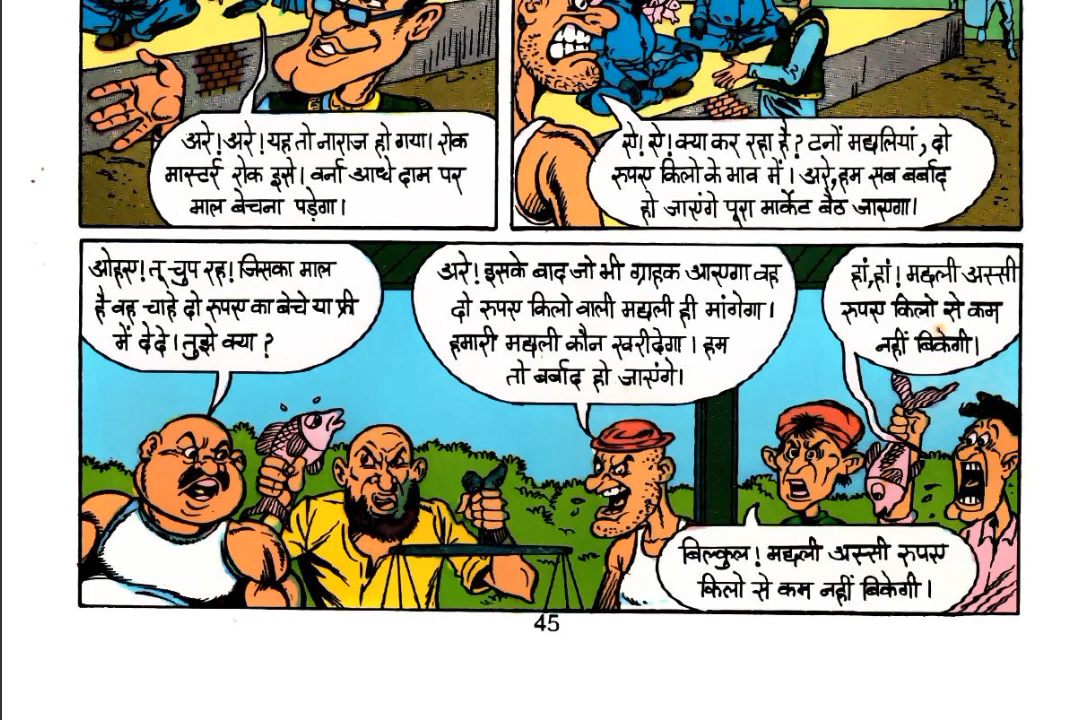 अरे! अरे! यह तो नाराज हो गया। रोक
मास्टर्र रोक इसे। वर्ना आधे दाम पर
माल बेचना पड़ेगा।
ऐ! ऐ! क्या कर रहा है? टनों मछलियां, दो
रुपए किलो के भाव में। अरे, हम सब बर्बाद
हो जाएंगे पूरा मार्केट बैठ जाएगा।
ओहए! तू चुप रह! जिसका माल
है वह चाहे दो रुपए का बेचे या फ्री
में दे दे। तुझे क्या?
अरे! इसके बाद जो भी ग्राहक आएगा वह
दो रुपए किलो वाली मछली ही मांगेगा।
हमारी मछली कौन खरीदेगा। हम
तो बर्बाद हो जाएंगे।
हां, हां! मछली अस्सी
रुपए किलो से कम
नहीं बिकेगी।
बिल्कुल! मछली अस्सी रुपए
किलो से कम नहीं बिकेगी।
45